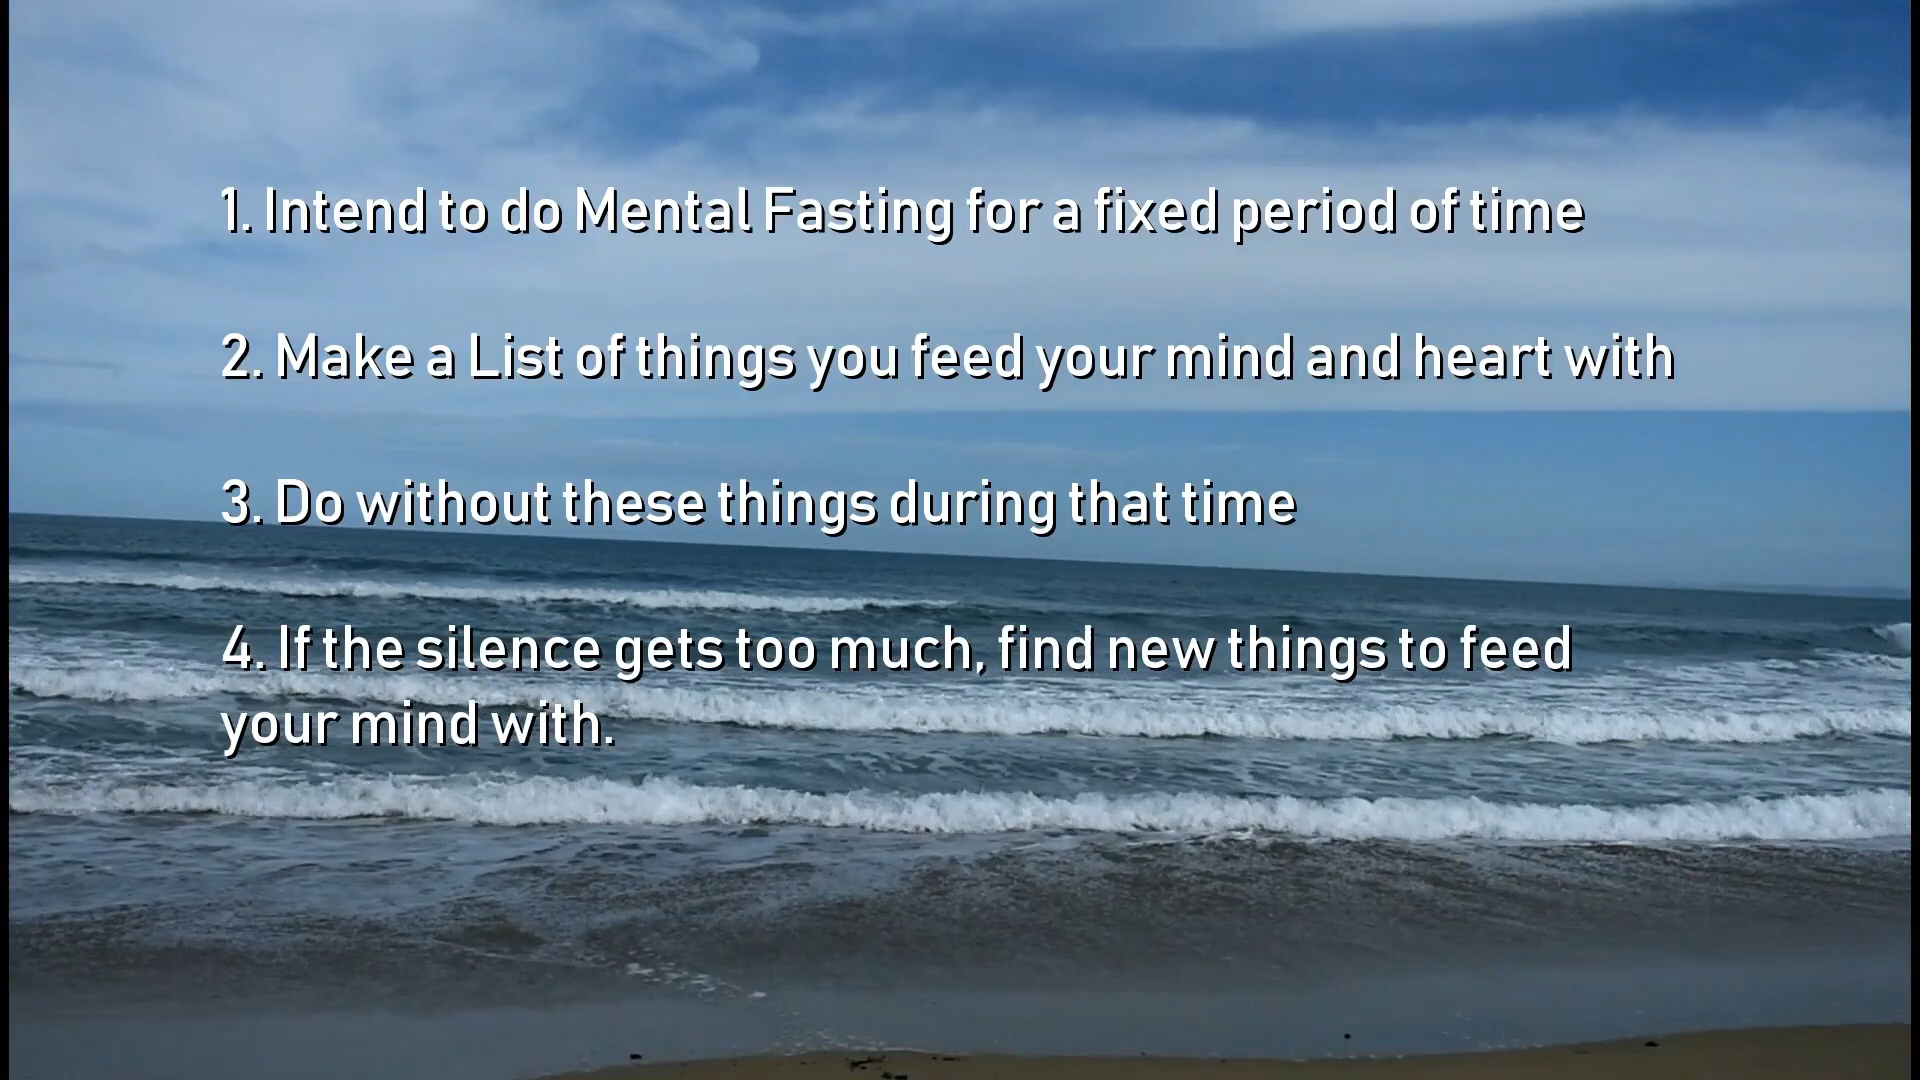 1. Intend to do Mental Fasting for a fixed period of time
2. Make a List of things you feed your mind and heart with
3. Do without these things during that time
4. If the silence gets too much, find new things to feed
your mind with.